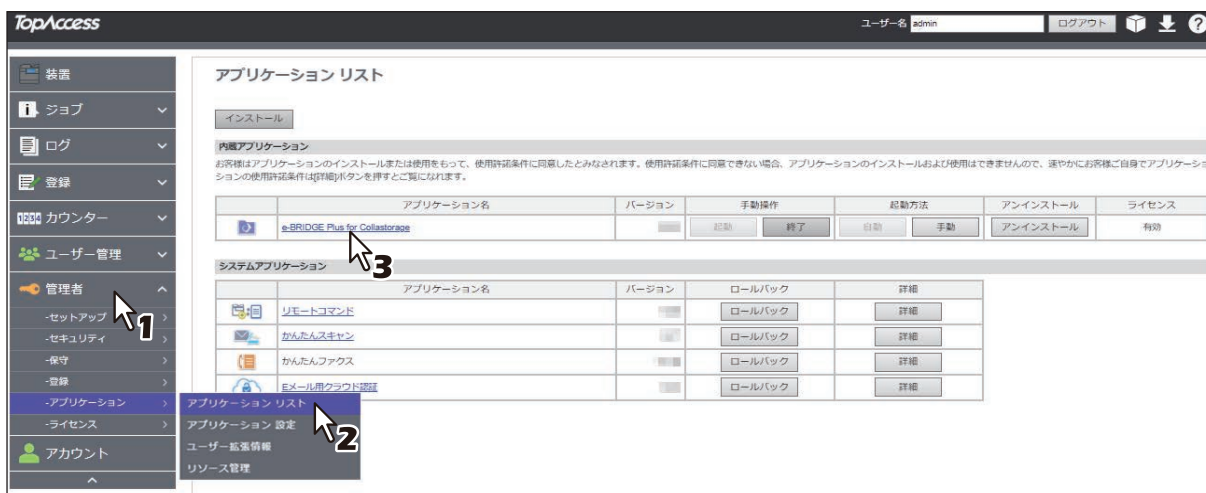 TopAccess
ユーザー名 admin ログアウト ?
装置
ジョブ
ログ
登録
1234 カウンター
ユーザー管理
管理者
-セットアップ
-セキュリティ
-保守
-登録
-アプリケーション
-ライセンス
アカウント
アプリケーション リスト
アプリケーション 設定
ユーザー拡張情報
リソース管理
1
2
3
アプリケーション リスト
インストール
内蔵アプリケーション
お客様はアプリケーションのインストールまたは使用をもって、使用許諾条件に同意したとみなされます。使用許諾条件に同意できない場合、アプリケーションのインストールおよび使用はできませんので、速やかにお客様ご自身でアプリケーショ
ションの使用許諾条件は[詳細]ボタンを押すとご覧になれます。
アプリケーション名 バージョン 手動操作 起動方法 アンインストール ライセンス
e-BRIDGE Plus for Collastorage 起動 終了 自動 手動 アンインストール 有効
システムアプリケーション
アプリケーション名 バージョン ロールバック 詳細
リモートコマンド ロールバック 詳細
かんたんスキャン ロールバック 詳細
かんたんファクス ロールバック 詳細
Eメール用クラウド認証 ロールバック 詳細